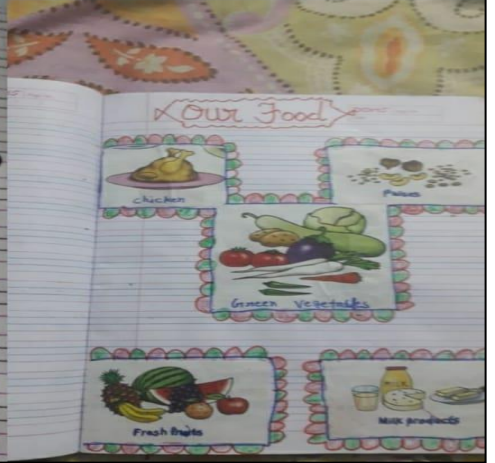 Our Food
Chicken
Pulses
Green Vegetables
Fresh fruits
Milk products